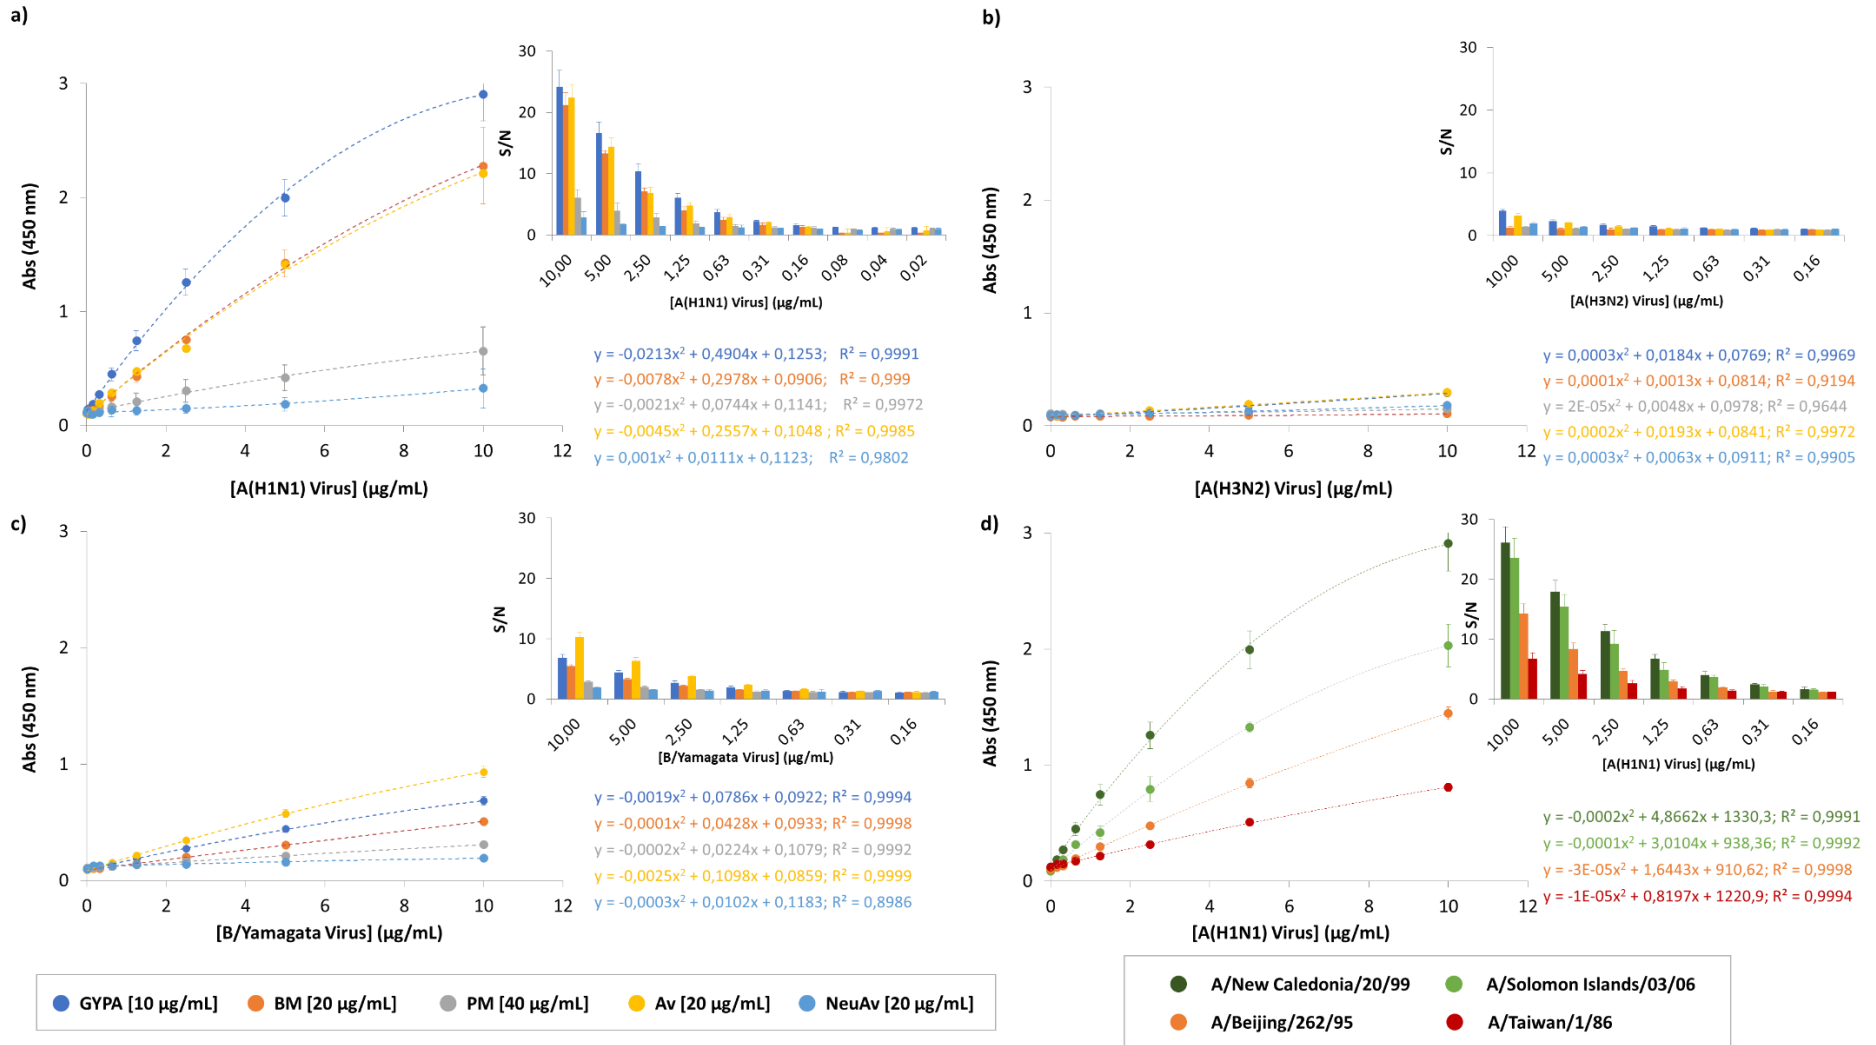 a)
30
20
10
0
S/N
10,00
5,00
2,50
1,25
0,63
0,31
0,16
0,08
0,04
0,02
[A(H1N1) Virus] (µg/mL)
3
2
1
0
Abs (450 nm)
0
2
4
6
8
10
12
[A(H1N1) Virus] (µg/mL)
y = -0,0213x² + 0,4904x + 0,1253; R² = 0,9991
y = -0,0078x² + 0,2978x + 0,0906; R² = 0,999
y = -0,0021x² + 0,0744x + 0,1141; R² = 0,9972
y = -0,0045x² + 0,2557x + 0,1048 ; R² = 0,9985
y = 0,001x² + 0,0111x + 0,1123; R² = 0,9802
b)
30
20
10
0
S/N
10,00
5,00
2,50
1,25
0,63
0,31
0,16
[A(H3N2) Virus] (µg/mL)
3
2
1
0
Abs (450 nm)
0
2
4
6
8
10
12
[A(H3N2) Virus] (µg/mL)
y = 0,0003x² + 0,0184x + 0,0769; R² = 0,9969
y = 0,0001x² + 0,0013x + 0,0814; R² = 0,9194
y = 2E-05x² + 0,0048x + 0,0978; R² = 0,9644
y = 0,0002x² + 0,0193x + 0,0841; R² = 0,9972
y = 0,0003x² + 0,0063x + 0,0911; R² = 0,9905
c)
30
20
10
0
S/N
10,00
5,00
2,50
1,25
0,63
0,31
0,16
[B/Yamagata Virus] (µg/mL)
3
2
1
0
Abs (450 nm)
0
2
4
6
8
10
12
[B/Yamagata Virus] (µg/mL)
y = -0,0019x² + 0,0786x + 0,0922; R² = 0,9994
y = -0,0001x² + 0,0428x + 0,0933; R² = 0,9998
y = -0,0002x² + 0,0224x + 0,1079; R² = 0,9992
y = -0,0025x² + 0,1098x + 0,0859; R² = 0,9999
y = -0,0003x² + 0,0102x + 0,1183; R² = 0,8986
d)
30
20
10
0
S/N
10,00
5,00
2,50
1,25
0,63
0,31
0,16
[A(H1N1) Virus] (µg/mL)
3
2
1
0
Abs (450 nm)
0
2
4
6
8
10
12
[A(H1N1) Virus] (µg/mL)
y = -0,0002x² + 4,8662x + 1330,3; R² = 0,9991
y = -0,0001x² + 3,0104x + 938,36; R² = 0,9992
y = -3E-05x² + 1,6443x + 910,62; R² = 0,9998
y = -1E-05x² + 0,8197x + 1220,9; R² = 0,9994
GYPA [10 µg/mL] BM [20 µg/mL] PM [40 µg/mL] Av [20 µg/mL] NeuAv [20 µg/mL]
A/New Caledonia/20/99 A/Solomon Islands/03/06
A/Beijing/262/95 A/Taiwan/1/86